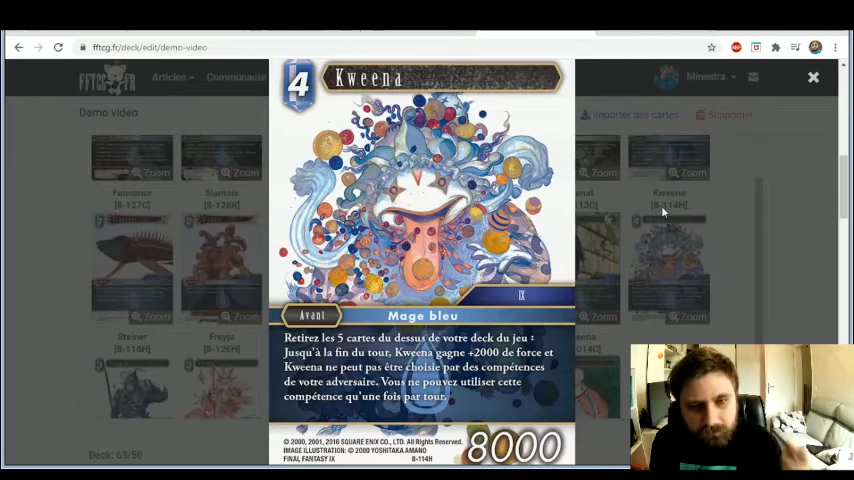 fftcg.fr/deck/edit/demo-video
FFTCG FR
Articles
Communauté
Mineetra
Demo video
Importer des cartes
Supprimer
4
Kweena
Zoom
Zoom
Zoom
Fannonux
[8-127C]
Siamois
[8-128R]
Kweena
[8-114H]
IX
Avant
Mage bleu
Retirez les 5 cartes du dessus de votre deck du jeu :
Jusqu'à la fin du tour, Kweena gagne +2000 de force et
Kweena ne peut pas être choisie par des compétences
de votre adversaire. Vous ne pouvez utiliser cette
compétence qu'une fois par tour.
Zoom
Zoom
Zoom
Steiner
[8-118H]
Freyja
[8-126H]
© 2000, 2001, 2016 SQUARE ENIX CO., LTD. All Rights Reserved.
IMAGE ILLUSTRATION: © 2000 YOSHITAKA AMANO
FINAL FANTASY IX
8-114H
8000
Deck: 63/50